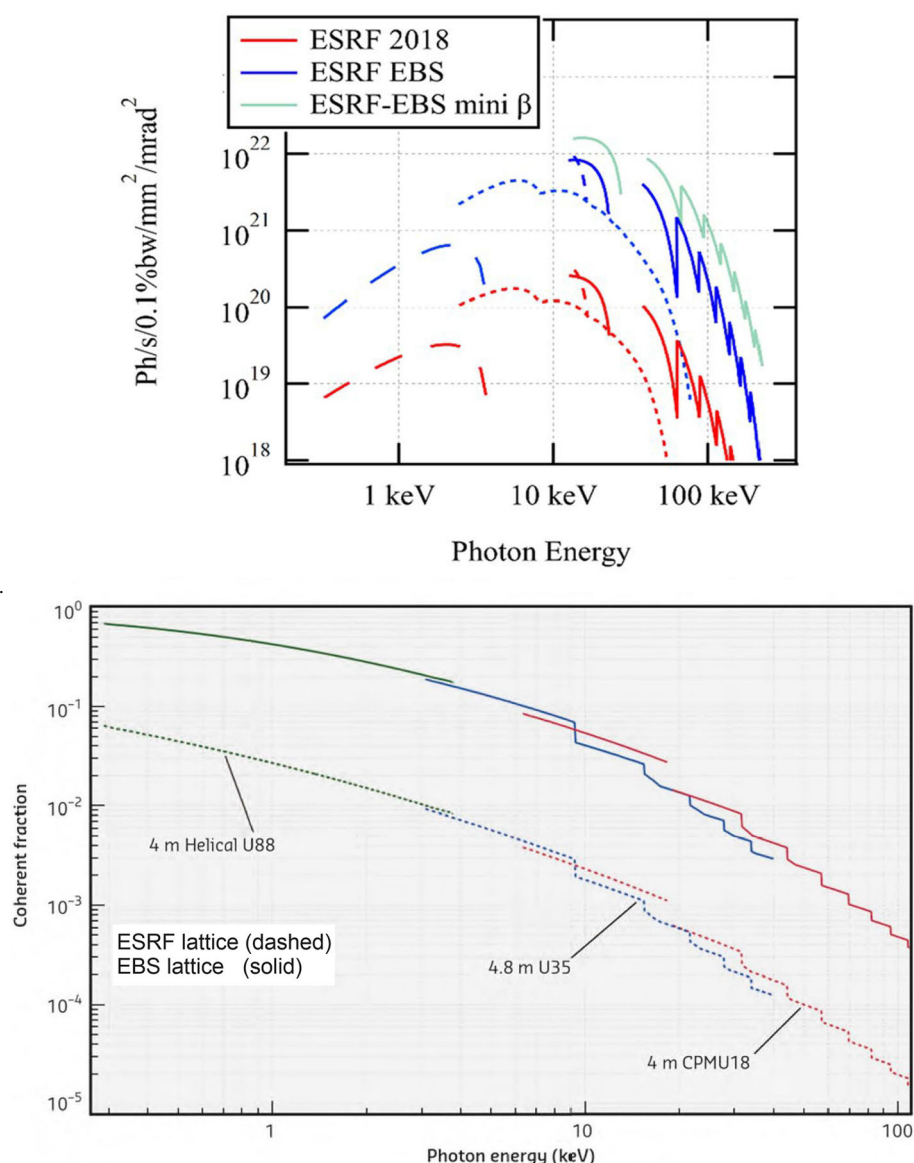 ESRF 2018
ESRF EBS
ESRF-EBS mini β
Ph/s/0.1%bw/mm²/mrad²
10²²
10²¹
10²⁰
10¹⁹
10¹⁸
1 keV
10 keV
100 keV
Photon Energy
10⁰
10⁻¹
10⁻²
10⁻³
10⁻⁴
10⁻⁵
Coherent fraction
4 m Helical U88
ESRF lattice (dashed)
EBS lattice (solid)
4.8 m U35
4 m CPMU18
1
10
100
Photon energy (keV)